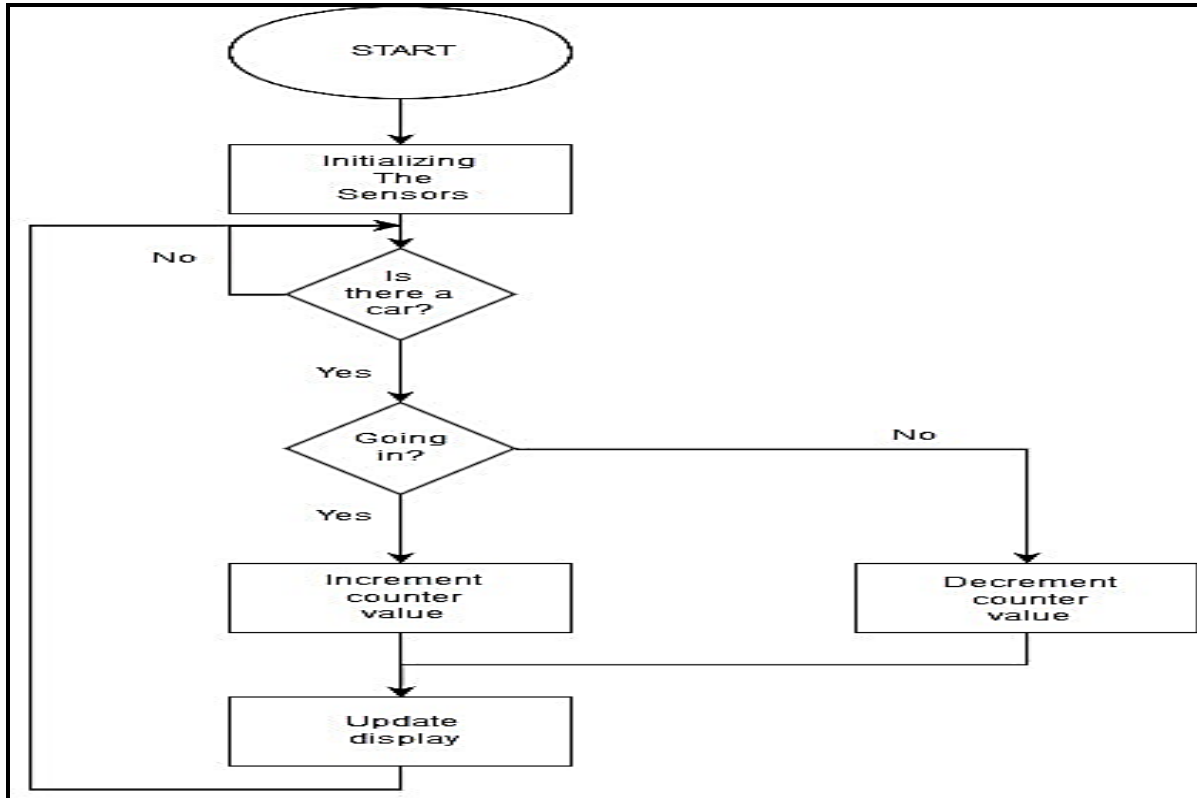 START
Initializing
The
Sensors
No
Is
there a
car?
Yes
Going
in?
No
Yes
Increment
counter
value
Decrement
counter
value
Update
display